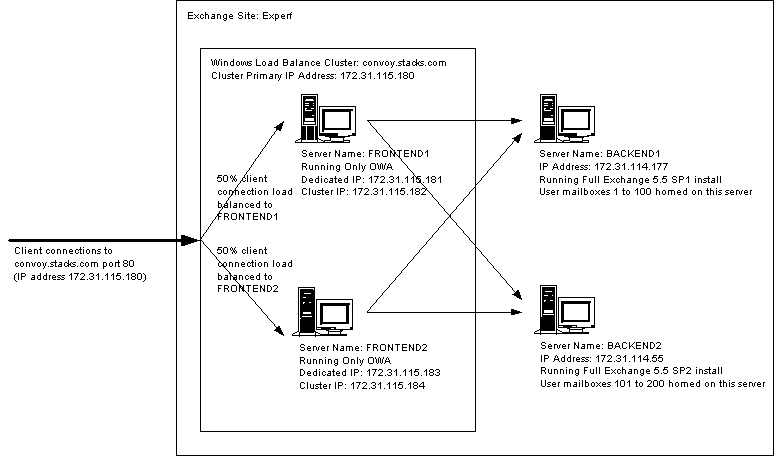 Exchange Site: Experf
Windows Load Balance Cluster: convoy.stacks.com
Cluster Primary IP Address: 172.31.115.180
Server Name: FRONTEND1
Running Only OWA
Dedicated IP: 172.31.115.181
Cluster IP: 172.31.115.182
Server Name: BACKEND1
IP Address: 172.31.114.177
Running Full Exchange 5.5 SP1 install
User mailboxes 1 to 100 homed on this server
50% client
connection load
balanced to
FRONTEND1
Client connections to
convoy.stacks.com port 80
(IP address 172.31.115.180)
50% client
connection load
balanced to
FRONTEND2
Server Name: FRONTEND2
Running Only OWA
Dedicated IP: 172.31.115.183
Cluster IP: 172.31.115.184
Server Name: BACKEND2
IP Address: 172.31.114.55
Running Full Exchange 5.5 SP2 install
User mailboxes 101 to 200 homed on this server